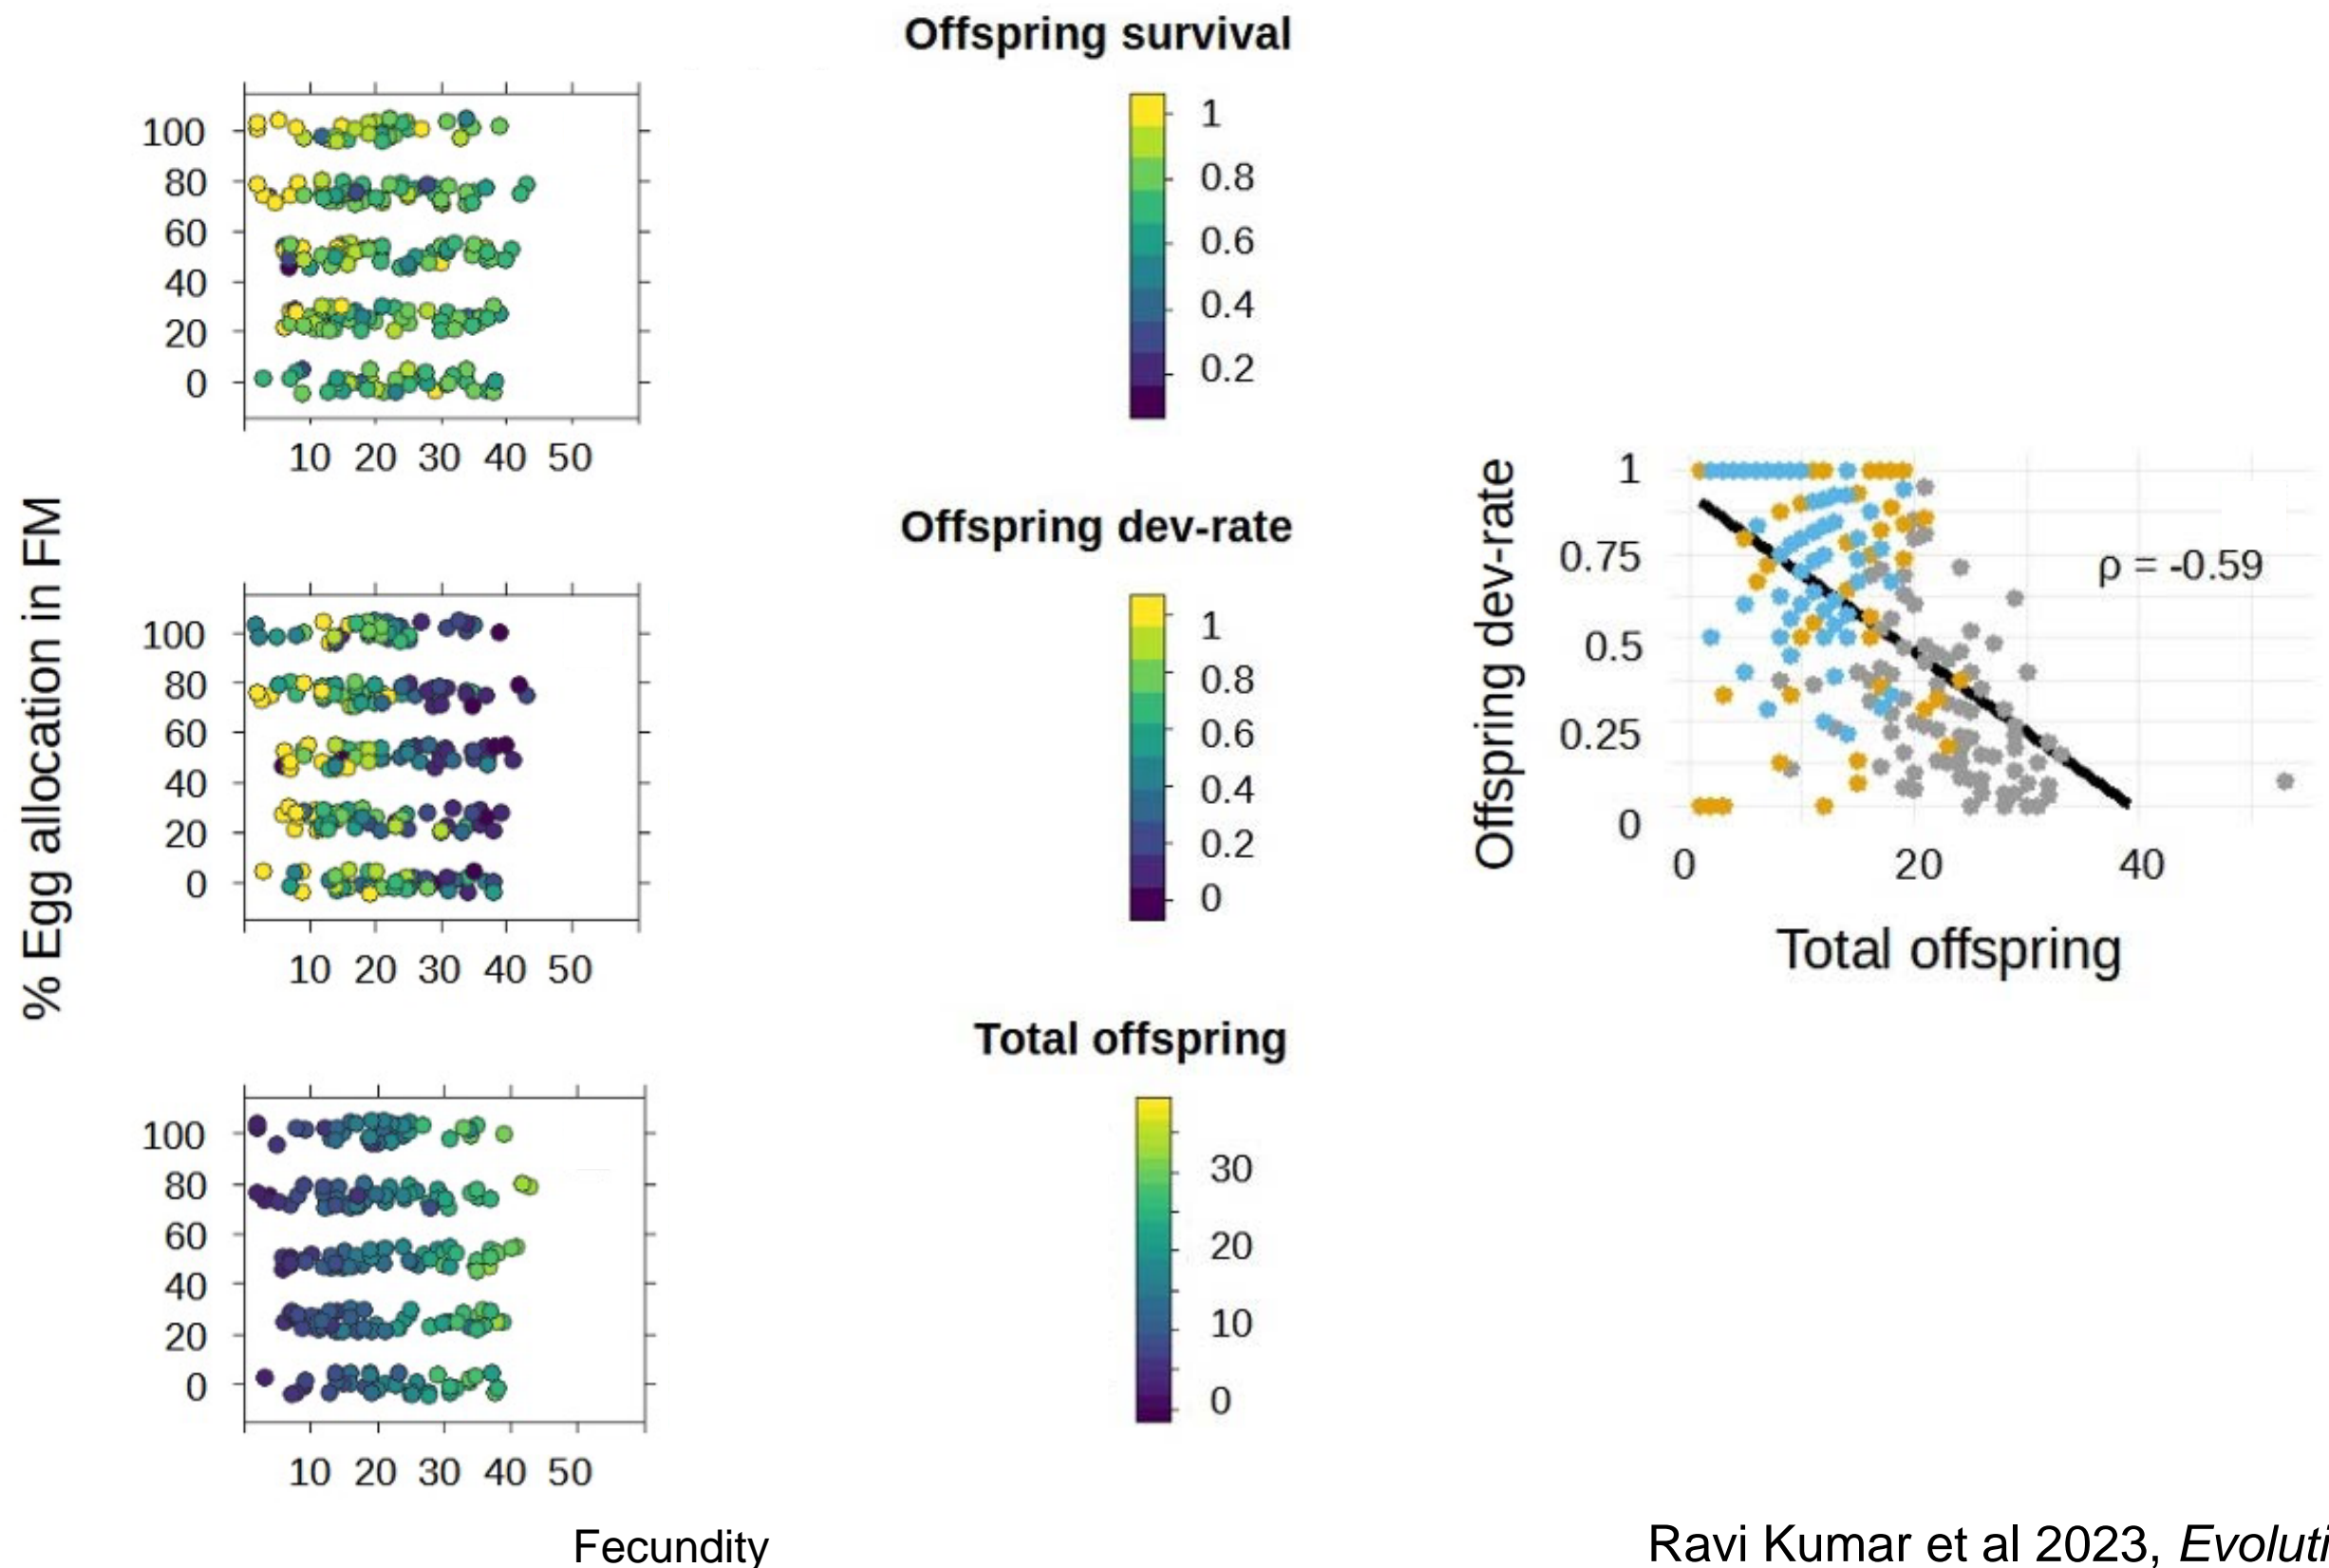 Offspring survival
100
80
60
40
20
0
10 20 30 40 50
1
0.8
0.6
0.4
0.2
% Egg allocation in FM
Offspring dev-rate
100
80
60
40
20
0
10 20 30 40 50
1
0.8
0.6
0.4
0.2
0
Total offspring
100
80
60
40
20
0
10 20 30 40 50
30
20
10
0
Fecundity
Offspring dev-rate
1
0.75
0.5
0.25
0
ρ = -0.59
0 20 40
Total offspring
Ravi Kumar et al 2023, Evoluti